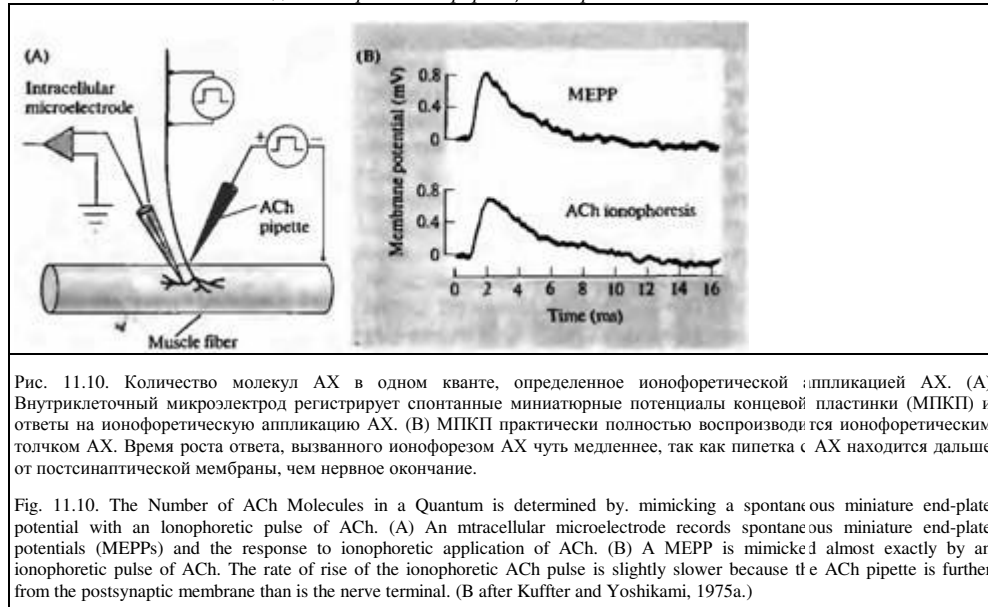 (A)
Intracellular
microelectrode
+
−
ACh
pipette
Muscle fiber
(B)
Membrane potential (mV)
0.8
0.4
0
MEPP
0.8
0.4
0
ACh ionophoresis
0 2 4 6 8 10 12 14 16
Time (ms)
Рис. 11.10. Количество молекул АХ в одном кванте, определенное ионофоретической аппликацией АХ. (А)
Внутриклеточный микроэлектрод регистрирует спонтанные миниатюрные потенциалы концевой пластинки (МПКП) и
ответы на ионофоретическую аппликацию АХ. (В) МПКП практически полностью воспроизводится ионофоретическим
толчком АХ. Время роста ответа, вызванного ионофорезом АХ чуть медленнее, так как пипетка с АХ находится дальше
от постсинаптической мембраны, чем нервное окончание.
Fig. 11.10. The Number of ACh Molecules in a Quantum is determined by. mimicking a spontaneous miniature end-plate
potential with an lonophoretic pulse of ACh. (A) An mtracellular microelectrode records spontaneous miniature end-plate
potentials (MEPPs) and the response to ionophoretic application of ACh. (B) A MEPP is mimicked almost exactly by an
ionophoretic pulse of ACh. The rate of rise of the ionophoretic ACh pulse is slightly slower because the ACh pipette is further
from the postsynaptic membrane than is the nerve terminal. (B after Kuffter and Yoshikami, 1975a.)